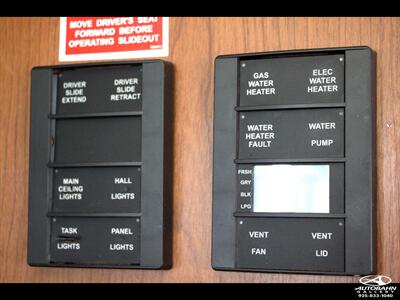 MOVE DRIVER'S SEAT
FORWARD BEFORE
OPERATING SLIDEOUT
DRIVER
SLIDE
EXTEND
DRIVER
SLIDE
RETRACT
MAIN
CEILING
LIGHTS
HALL
LIGHTS
TASK
LIGHTS
PANEL
LIGHTS
GAS
WATER
HEATER
ELEC
WATER
HEATER
WATER
HEATER
FAULT
WATER
PUMP
FRSH
GRY
BLK
LPG
VENT
FAN
VENT
LID
AUTOBAHN
GALLERY
925-833-1040